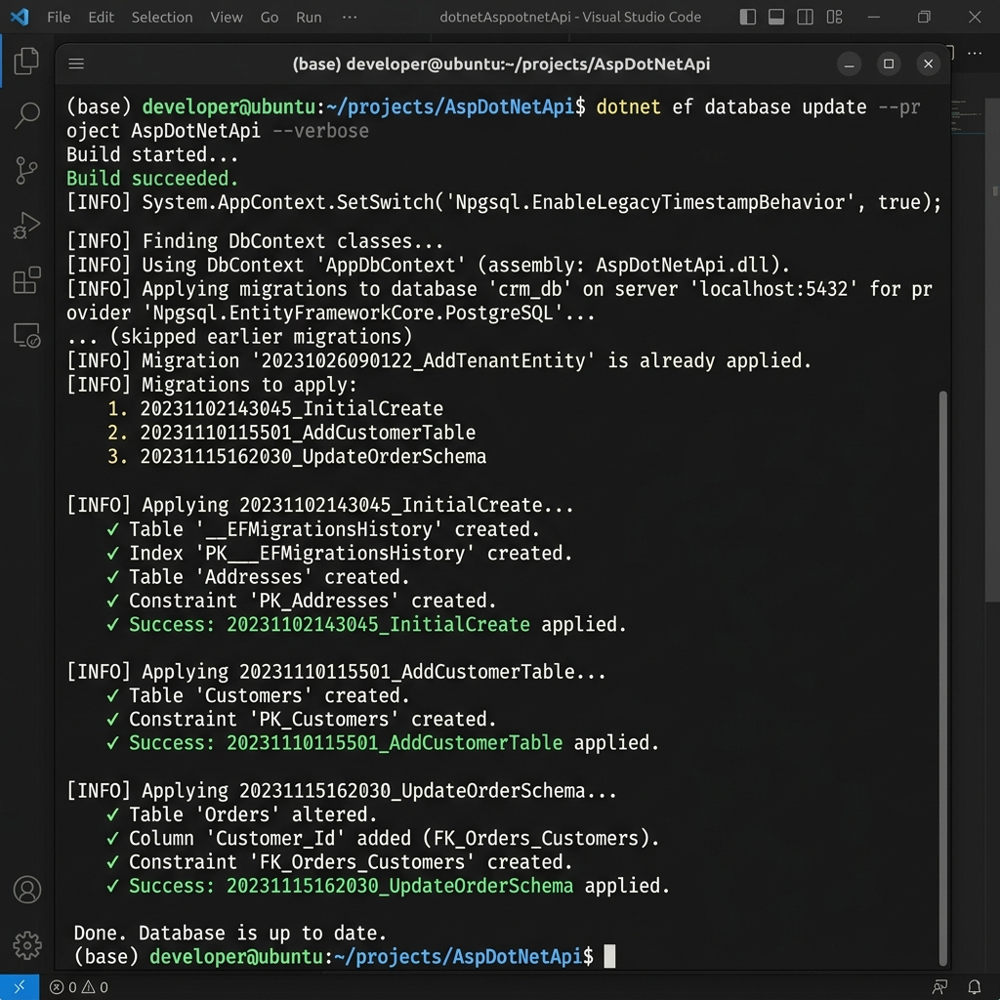 File Edit Selection View Go Run ··· dotnetAspɒotnetApi - Visual Studio Code
(base) developer@ubuntu:~/projects/AspDotNetApi
(base) developer@ubuntu:~/projects/AspDotNetApi$ dotnet ef database update --pr
oject AspDotNetApi --verbose
Build started...
Build succeeded.
[INFO] System.AppContext.SetSwitch('Npgsql.EnableLegacyTimestampBehavior', true);
[INFO] Finding DbContext classes...
[INFO] Using DbContext 'AppDbContext' (assembly: AspDotNetApi.dll).
[INFO] Applying migrations to database 'crm_db' on server 'localhost:5432' for pr
ovider 'Npgsql.EntityFrameworkCore.PostgreSQL'...
... (skipped earlier migrations)
[INFO] Migration '20231026090122_AddTenantEntity' is already applied.
[INFO] Migrations to apply:
1. 20231102143045_InitialCreate
2. 20231110115501_AddCustomerTable
3. 20231115162030_UpdateOrderSchema
[INFO] Applying 20231102143045_InitialCreate...
✓ Table '__EFMigrationsHistory' created.
✓ Index 'PK___EFMigrationsHistory' created.
✓ Table 'Addresses' created.
✓ Constraint 'PK_Addresses' created.
✓ Success: 20231102143045_InitialCreate applied.
[INFO] Applying 20231110115501_AddCustomerTable...
✓ Table 'Customers' created.
✓ Constraint 'PK_Customers' created.
✓ Success: 20231110115501_AddCustomerTable applied.
[INFO] Applying 20231115162030_UpdateOrderSchema...
✓ Table 'Orders' altered.
✓ Column 'Customer_Id' added (FK_Orders_Customers).
✓ Constraint 'FK_Orders_Customers' created.
✓ Success: 20231115162030_UpdateOrderSchema applied.
Done. Database is up to date.
(base) developer@ubuntu:~/projects/AspDotNetApi$
0 0